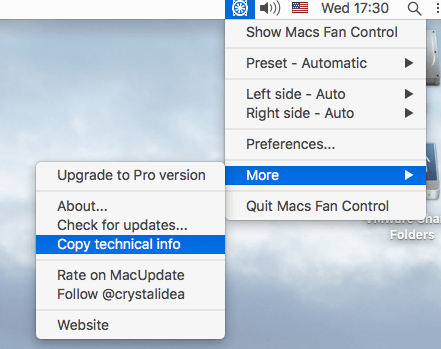 Wed 17:30
Show Macs Fan Control
Preset - Automatic
Left side - Auto
Right side - Auto
Preferences...
More
Quit Macs Fan Control
Upgrade to Pro version
About...
Check for updates...
Copy technical info
Rate on MacUpdate
Follow @crystalidea
Website
Folders